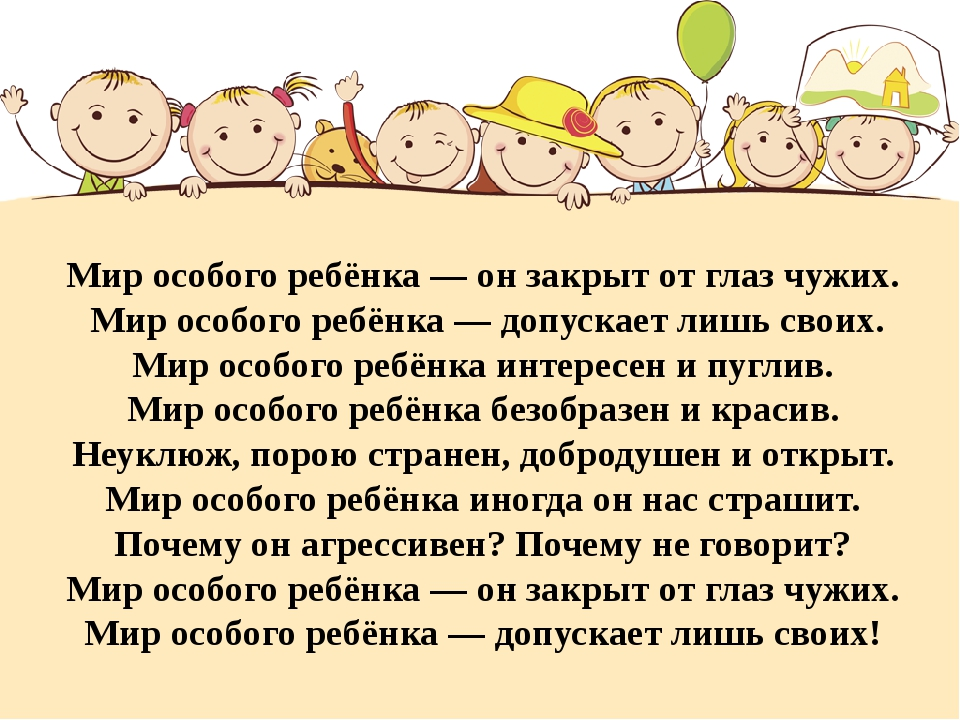 Мир особого ребёнка — он закрыт от глаз чужих.
Мир особого ребёнка — допускает лишь своих.
Мир особого ребёнка интересен и пуглив.
Мир особого ребёнка безобразен и красив.
Неуклюж, порою странен, добродушен и открыт.
Мир особого ребёнка иногда он нас страшит.
Почему он агрессивен? Почему не говорит?
Мир особого ребёнка — он закрыт от глаз чужих.
Мир особого ребёнка — допускает лишь своих!